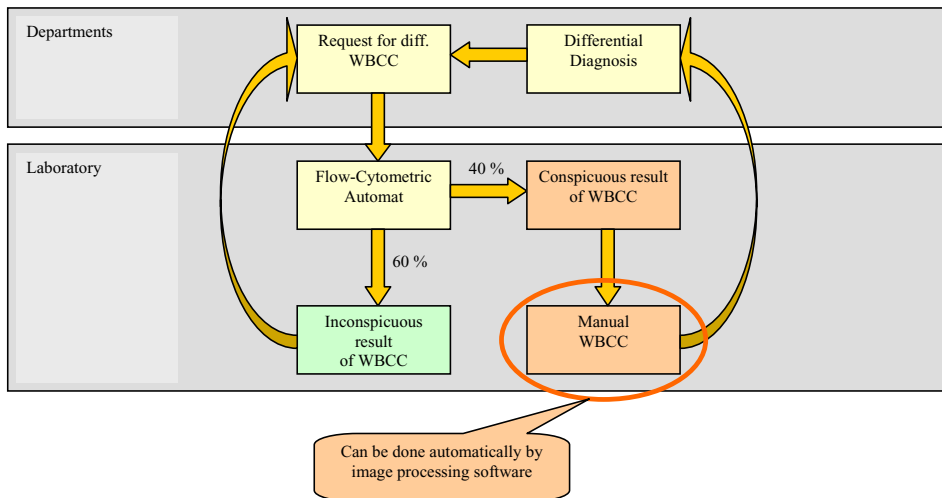 Departments
Request for diff.
WBCC
Differential
Diagnosis
Laboratory
Flow-Cytometric
Automat
40 %
Conspicuous result
of WBCC
60 %
Inconspicuous
result
of WBCC
Manual
WBCC
Can be done automatically by
image processing software